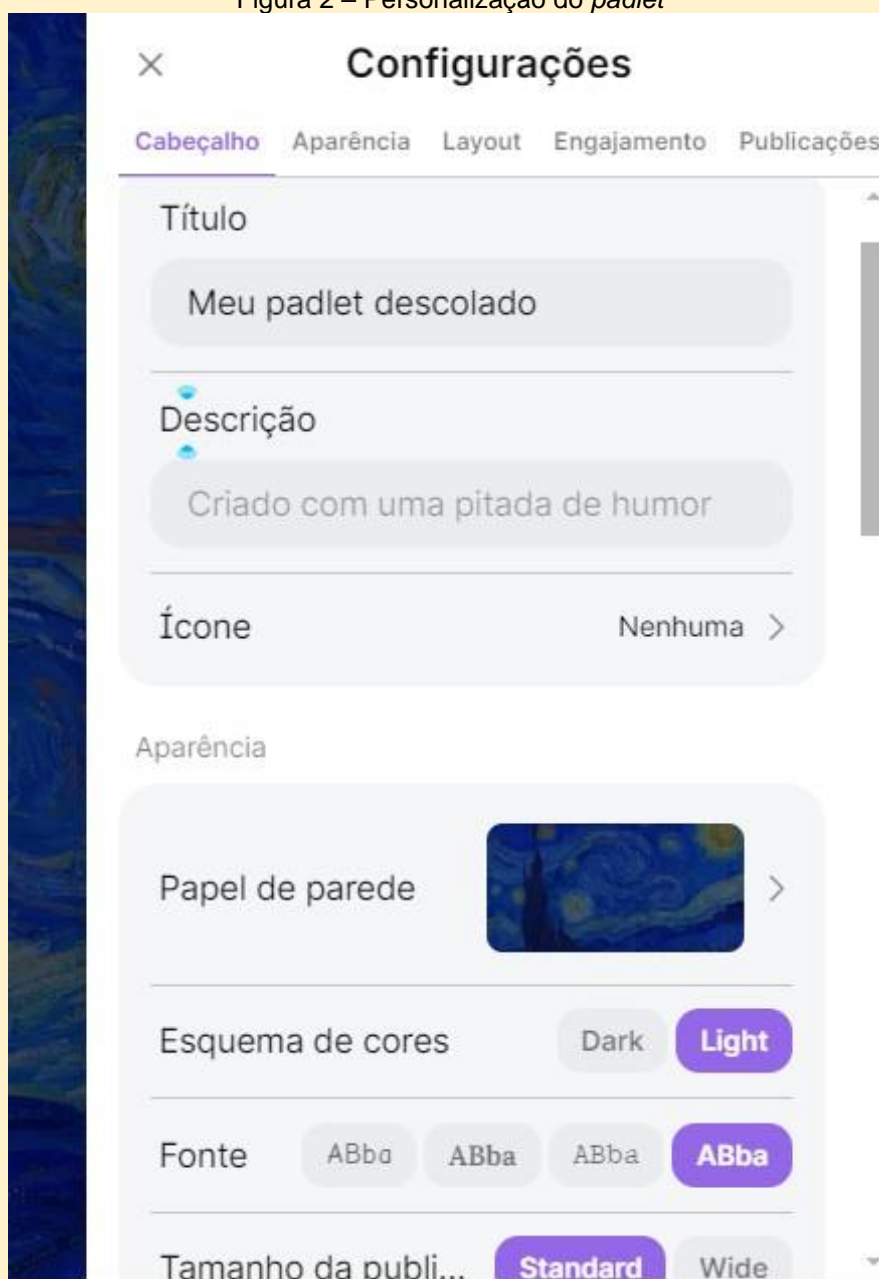 Figura 2 – Personalização do padlet
Configurações
Cabeçalho Aparência Layout Engajamento Publicações
Título
Meu padlet descolado
Descrição
Criado com uma pitada de humor
Ícone Nenhuma
Aparência
Papel de parede
Esquema de cores Dark Light
Fonte ABba ABba ABba ABba
Tamanho da publi... Standard Wide